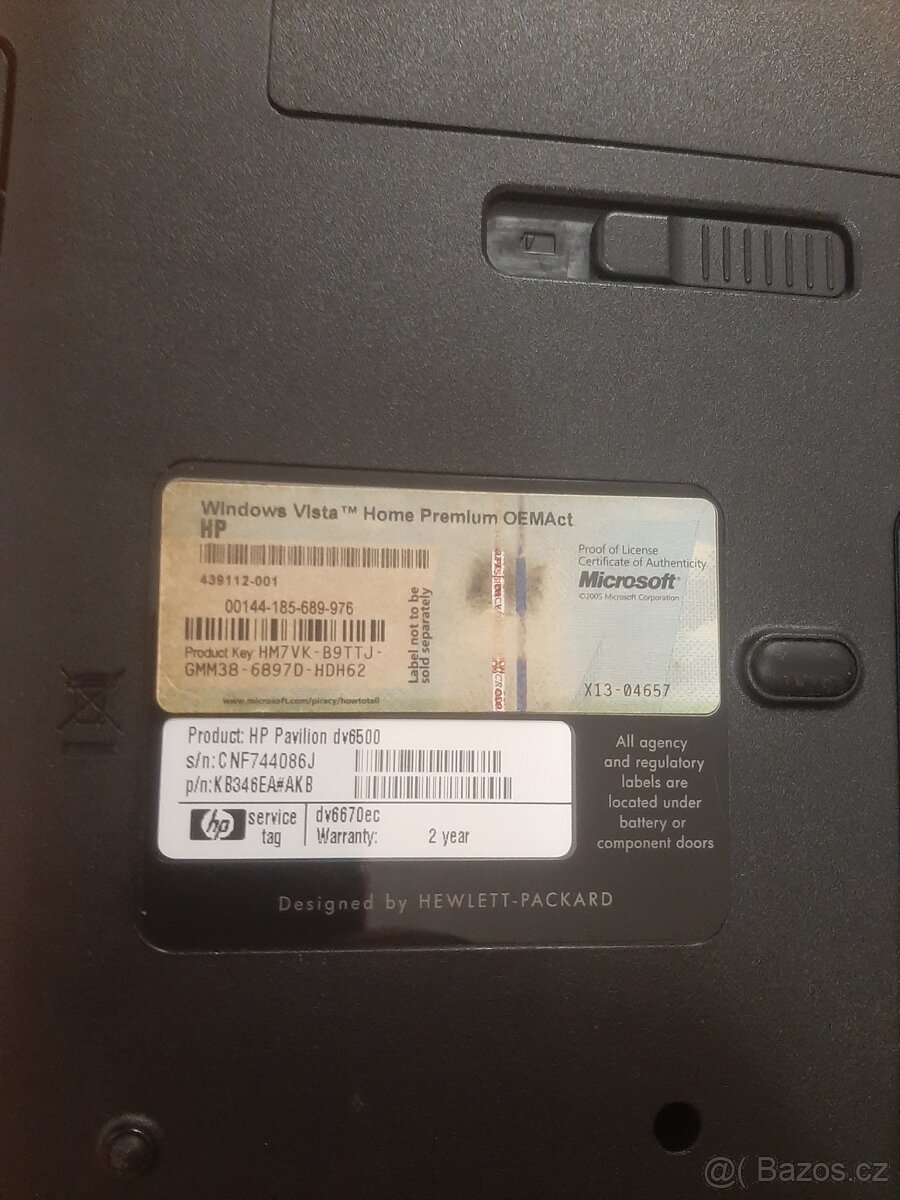 Windows Vista™ Home Premium OEMAct
HP
439112-001
00144-185-689-976
Product Key: HM7VK-B9TTJ-
GMM38-6897D-HDH62
www.microsoft.com/piracy/howtotell
Label not to be
sold separately
Proof of License
Certificate of Authenticity
Microsoft®
©2005 Microsoft Corporation
X13-04657
Product: HP Pavilion dv6500
s/n: CNF744086J
p/n: KB346EA#AKB
hp service tag
dv6670ec
Warranty: 2 year
All agency
and regulatory
labels are
located under
battery or
component doors
Designed by HEWLETT-PACKARD
@( Bazos.cz